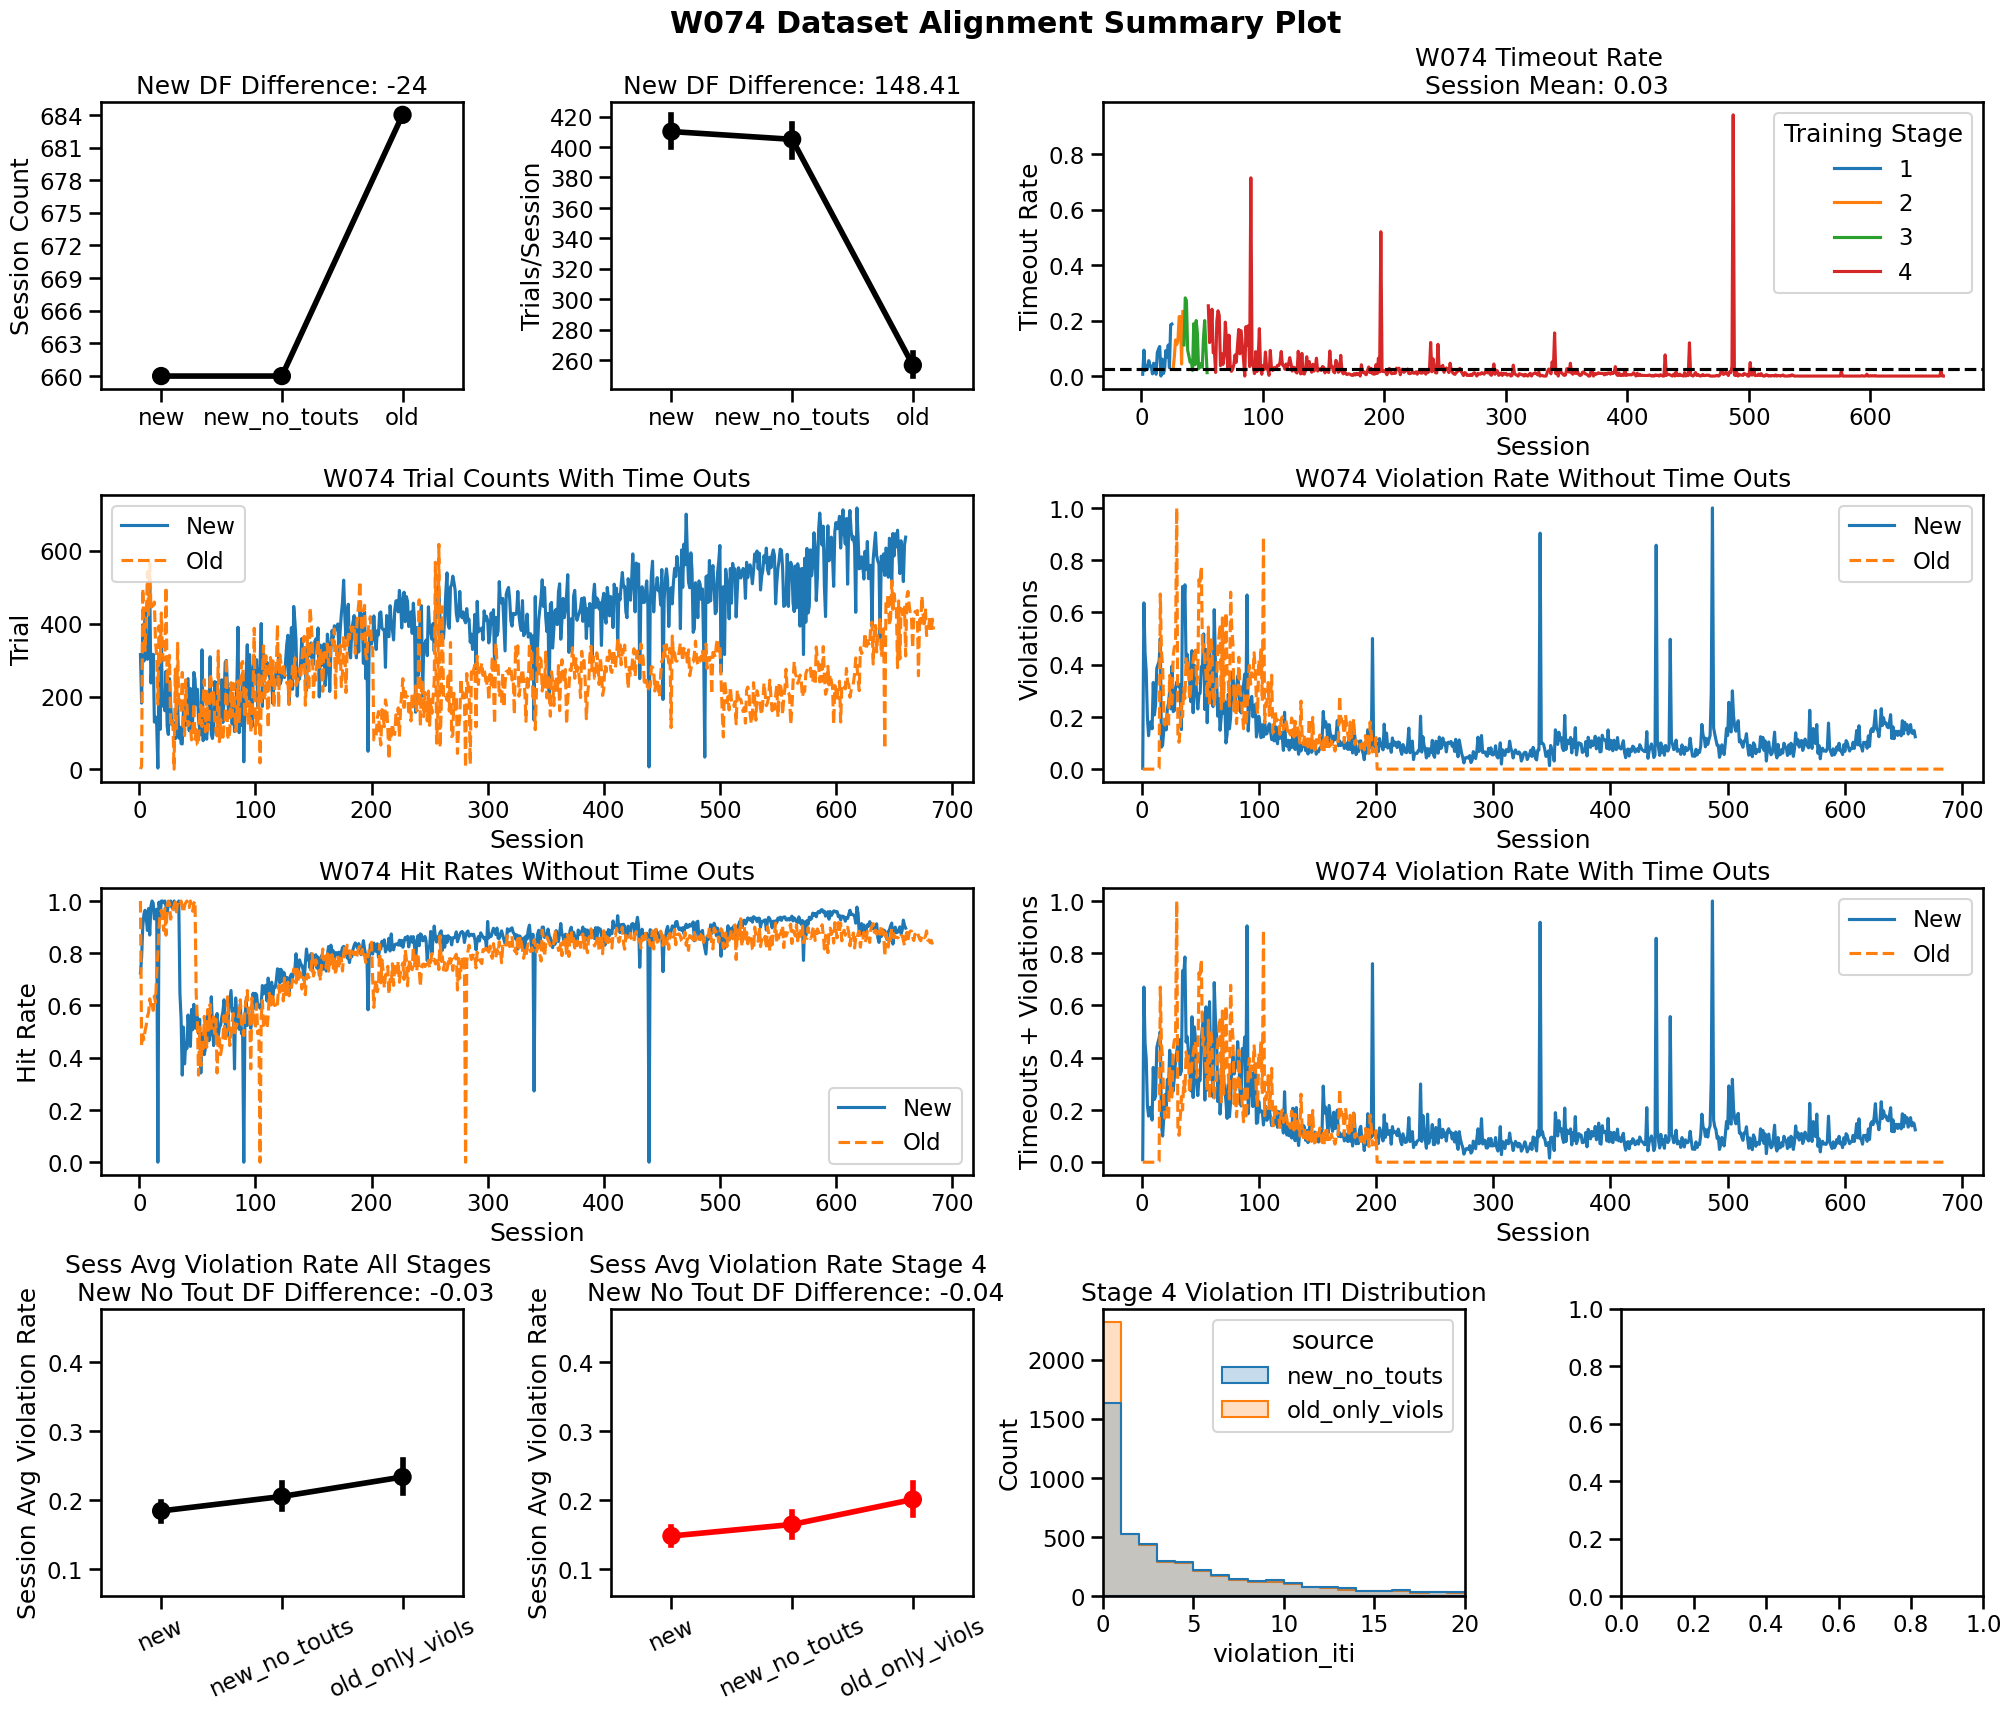 W074 Dataset Alignment Summary Plot
New DF Difference: -24
Session Count
684
681
678
675
672
669
666
663
660
new
new_no_touts
old
New DF Difference: 148.41
Trials/Session
420
400
380
360
340
320
300
280
260
new
new_no_touts
old
W074 Timeout Rate
Session Mean: 0.03
Timeout Rate
0.8
0.6
0.4
0.2
0.0
Training Stage
1
2
3
4
0
100
200
300
400
500
600
Session
W074 Trial Counts With Time Outs
Trial
600
400
200
0
New
Old
0
100
200
300
400
500
600
700
Session
W074 Violation Rate Without Time Outs
Violations
1.0
0.8
0.6
0.4
0.2
0.0
New
Old
0
100
200
300
400
500
600
700
Session
W074 Hit Rates Without Time Outs
Hit Rate
1.0
0.8
0.6
0.4
0.2
0.0
New
Old
0
100
200
300
400
500
600
700
Session
W074 Violation Rate With Time Outs
Timeouts + Violations
1.0
0.8
0.6
0.4
0.2
0.0
New
Old
0
100
200
300
400
500
600
700
Session
Sess Avg Violation Rate All Stages
New No Tout DF Difference: -0.03
Session Avg Violation Rate
0.4
0.3
0.2
0.1
new
new_no_touts
old_only_viols
Sess Avg Violation Rate Stage 4
New No Tout DF Difference: -0.04
Session Avg Violation Rate
0.4
0.3
0.2
0.1
new
new_no_touts
old_only_viols
Stage 4 Violation ITI Distribution
Count
2000
1500
1000
500
0
source
new_no_touts
old_only_viols
0
5
10
15
20
violation_iti
1.0
0.8
0.6
0.4
0.2
0.0
0.0
0.2
0.4
0.6
0.8
1.0